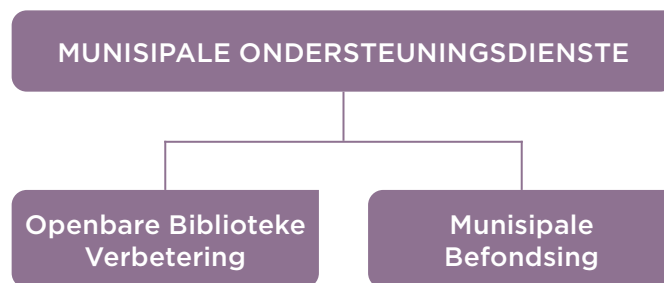 MUNISIPALE ONDERSTEUNINGSDIENSTE
Openbare Biblioteke
Verbetering
Munisipale
Befondsing